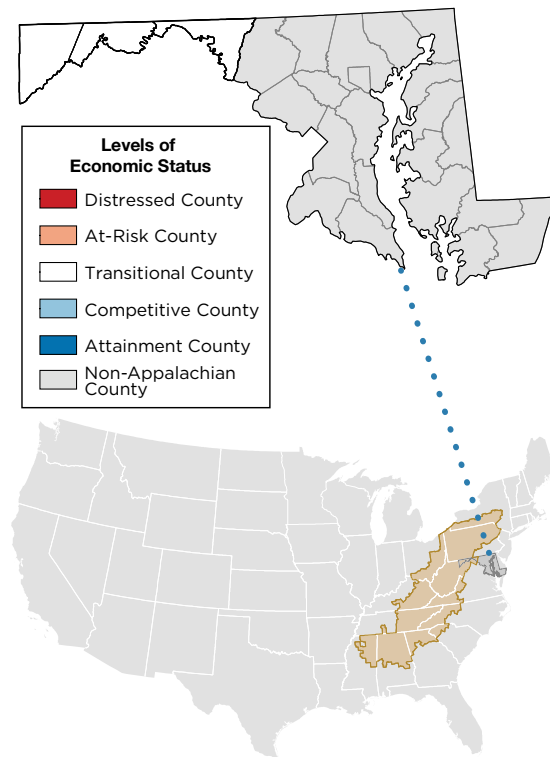 Levels of
Economic Status
Distressed County
At-Risk County
Transitional County
Competitive County
Attainment County
Non-Appalachian
County